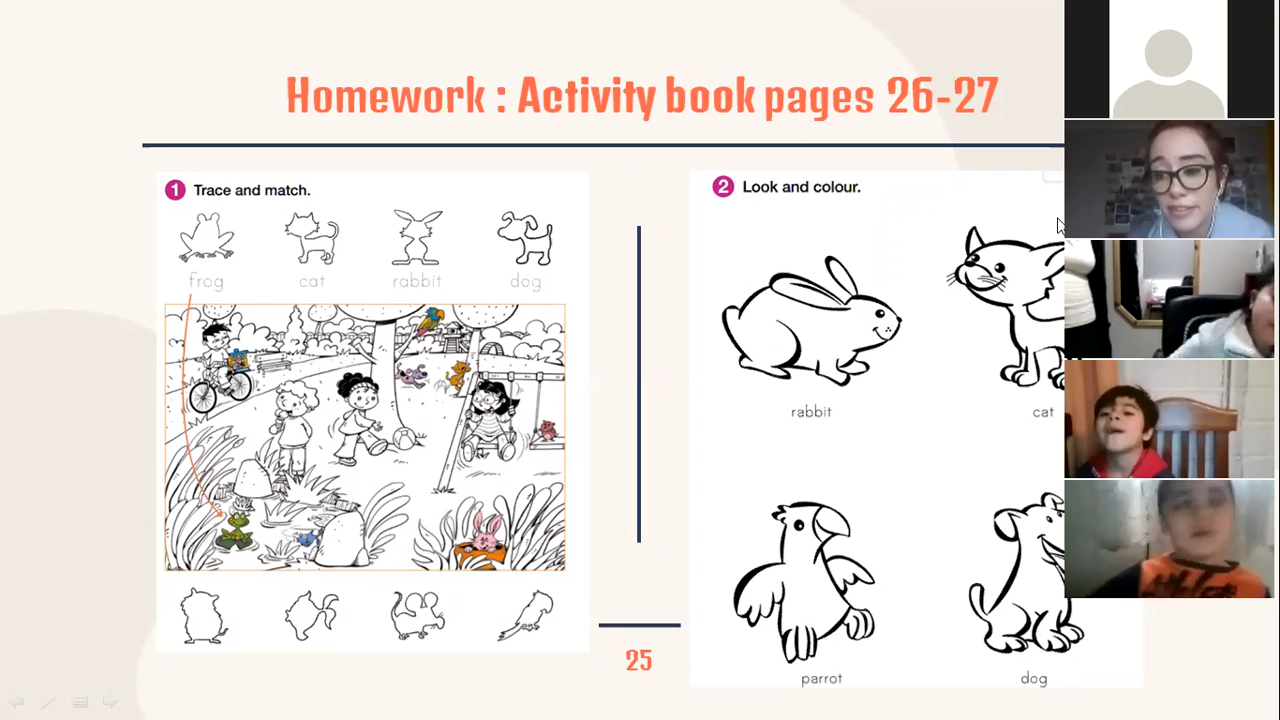 Homework : Activity book pages 26-27
1 Trace and match.
frog cat rabbit dog
2 Look and colour.
rabbit cat
parrot dog
25